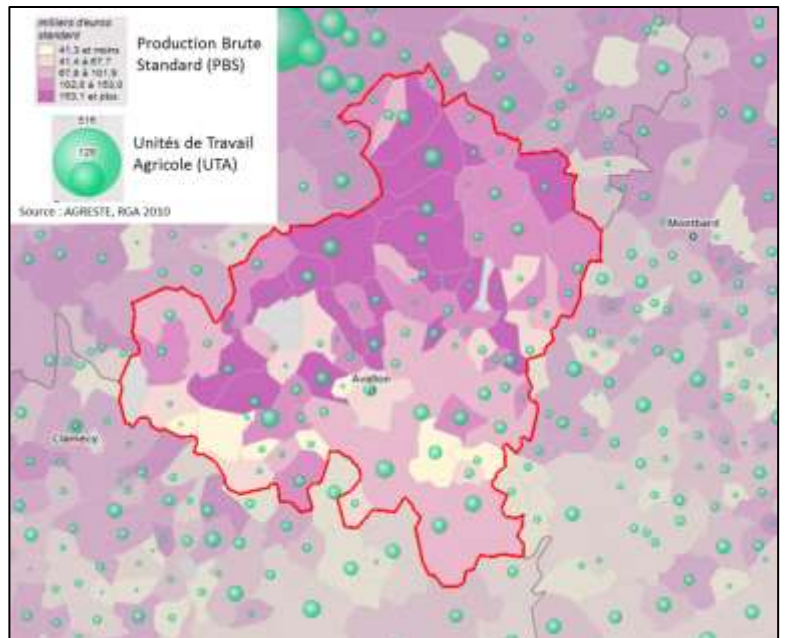 milliers d'euros
standard
41,3 et moins
41,4 à 67,7
67,8 à 101,9
102,0 à 153,0
153,1 et plus
Production Brute
Standard (PBS)
516
129
Unités de Travail
Agricole (UTA)
Source : AGRESTE, RGA 2010
Montbard
Avallon
Clamecy